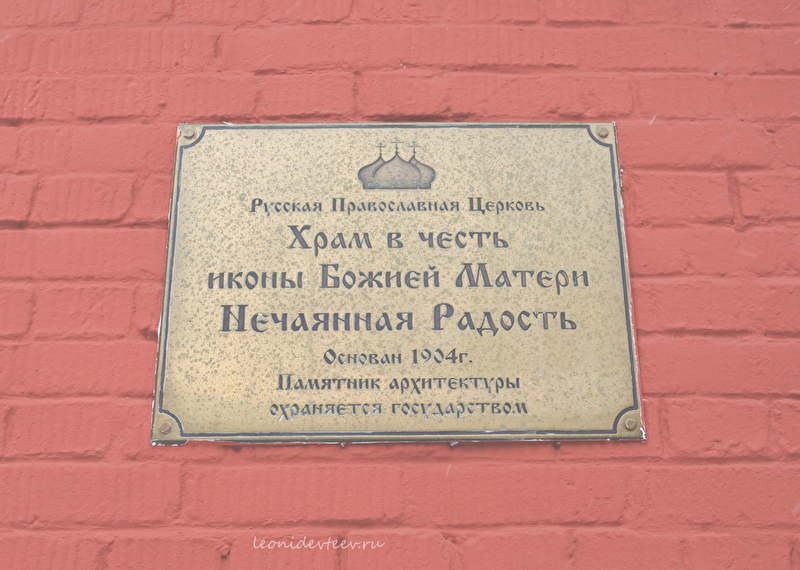 Русская Православная Церковь
Храм в честь
иконы Божией Матери
Нечаянная Радость
Основан 1904г.
Памятник архитектуры
охраняется государством
leonidevteev.ru